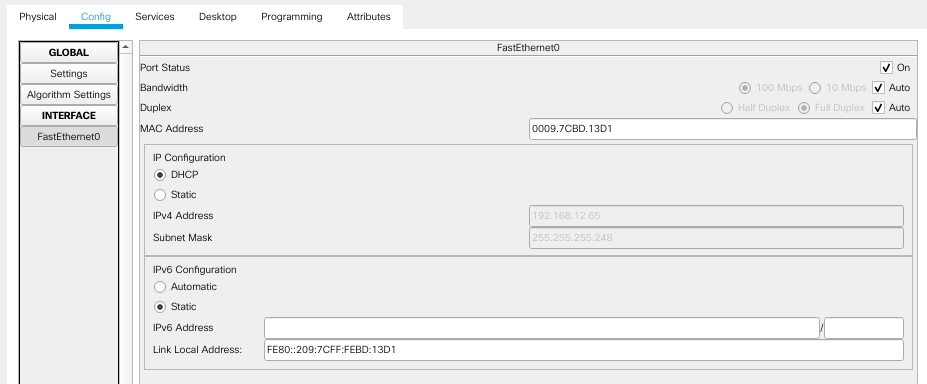 Physical Config Services Desktop Programming Attributes
GLOBAL
Settings
Algorithm Settings
INTERFACE
FastEthernet0
FastEthernet0
Port Status On
Bandwidth 100 Mbps 10 Mbps Auto
Duplex Half Duplex Full Duplex Auto
MAC Address 0009.7CBD.13D1
IP Configuration
DHCP
Static
IPv4 Address 192.168.12.65
Subnet Mask 255.255.255.248
IPv6 Configuration
Automatic
Static
IPv6 Address /
Link Local Address: FE80::209:7CFF:FEBD:13D1